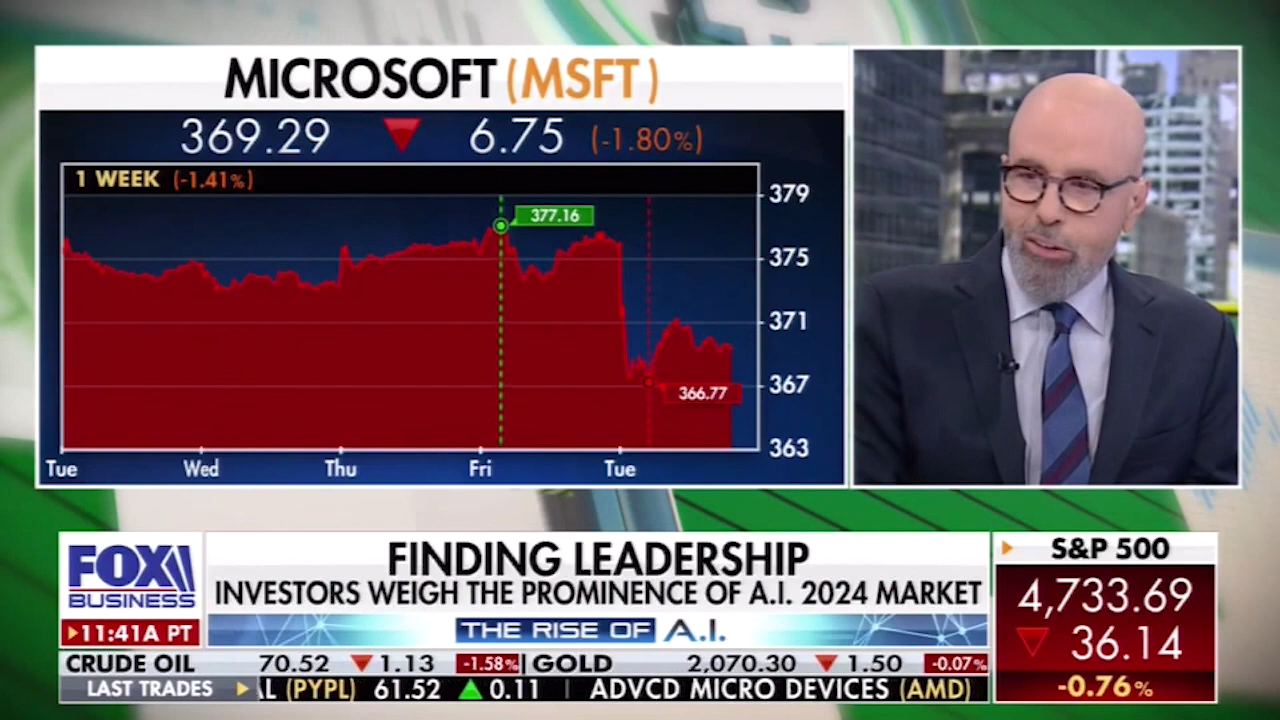 MICROSOFT (MSFT)
369.29 6.75 (-1.80%)
1 WEEK (-1.41%)
379
377.16
375
371
367
366.77
363
Tue Wed Thu Fri Tue
FOX
BUSINESS
11:41A PT
FINDING LEADERSHIP
INVESTORS WEIGH THE PROMINENCE OF A.I. 2024 MARKET
THE RISE OF A.I.
S&P 500
4,733.69
36.14
-0.76%
CRUDE OIL 70.52 1.13 -1.58% GOLD 2,070.30 1.50 -0.07%
LAST TRADES (PYPL) 61.52 0.11 ADVCD MICRO DEVICES (AMD)